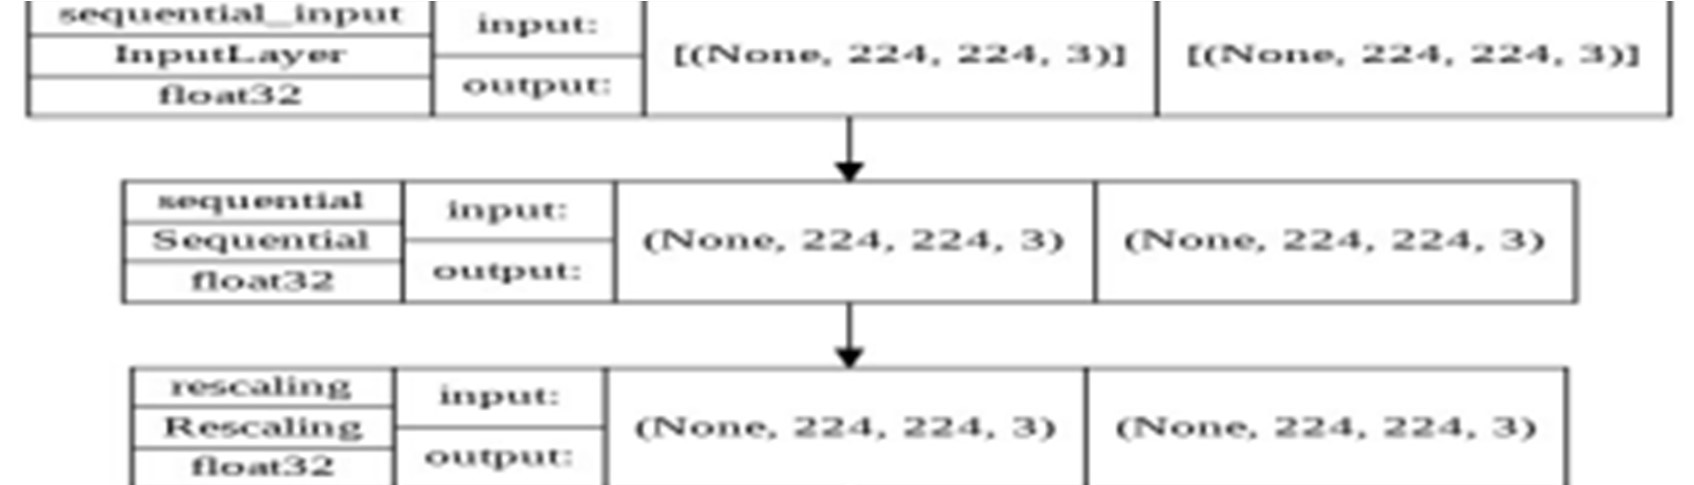 sequential_input
InputLayer
float32
input:
output:
[(None, 224, 224, 3)]
[(None, 224, 224, 3)]
sequential
Sequential
float32
input:
output:
(None, 224, 224, 3)
(None, 224, 224, 3)
rescaling
Rescaling
float32
input:
output:
(None, 224, 224, 3)
(None, 224, 224, 3)